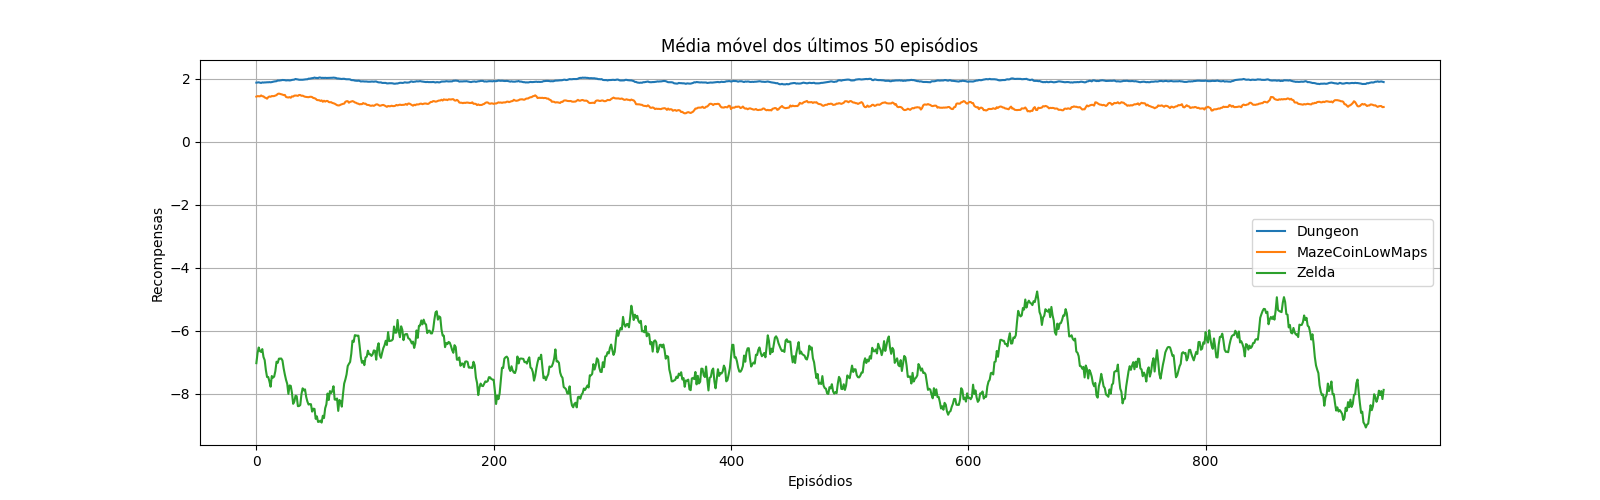 Média móvel dos últimos 50 episódios
Recompensas
2
0
−2
−4
−6
−8
Dungeon
MazeCoinLowMaps
Zelda
0
200
400
600
800
Episódios